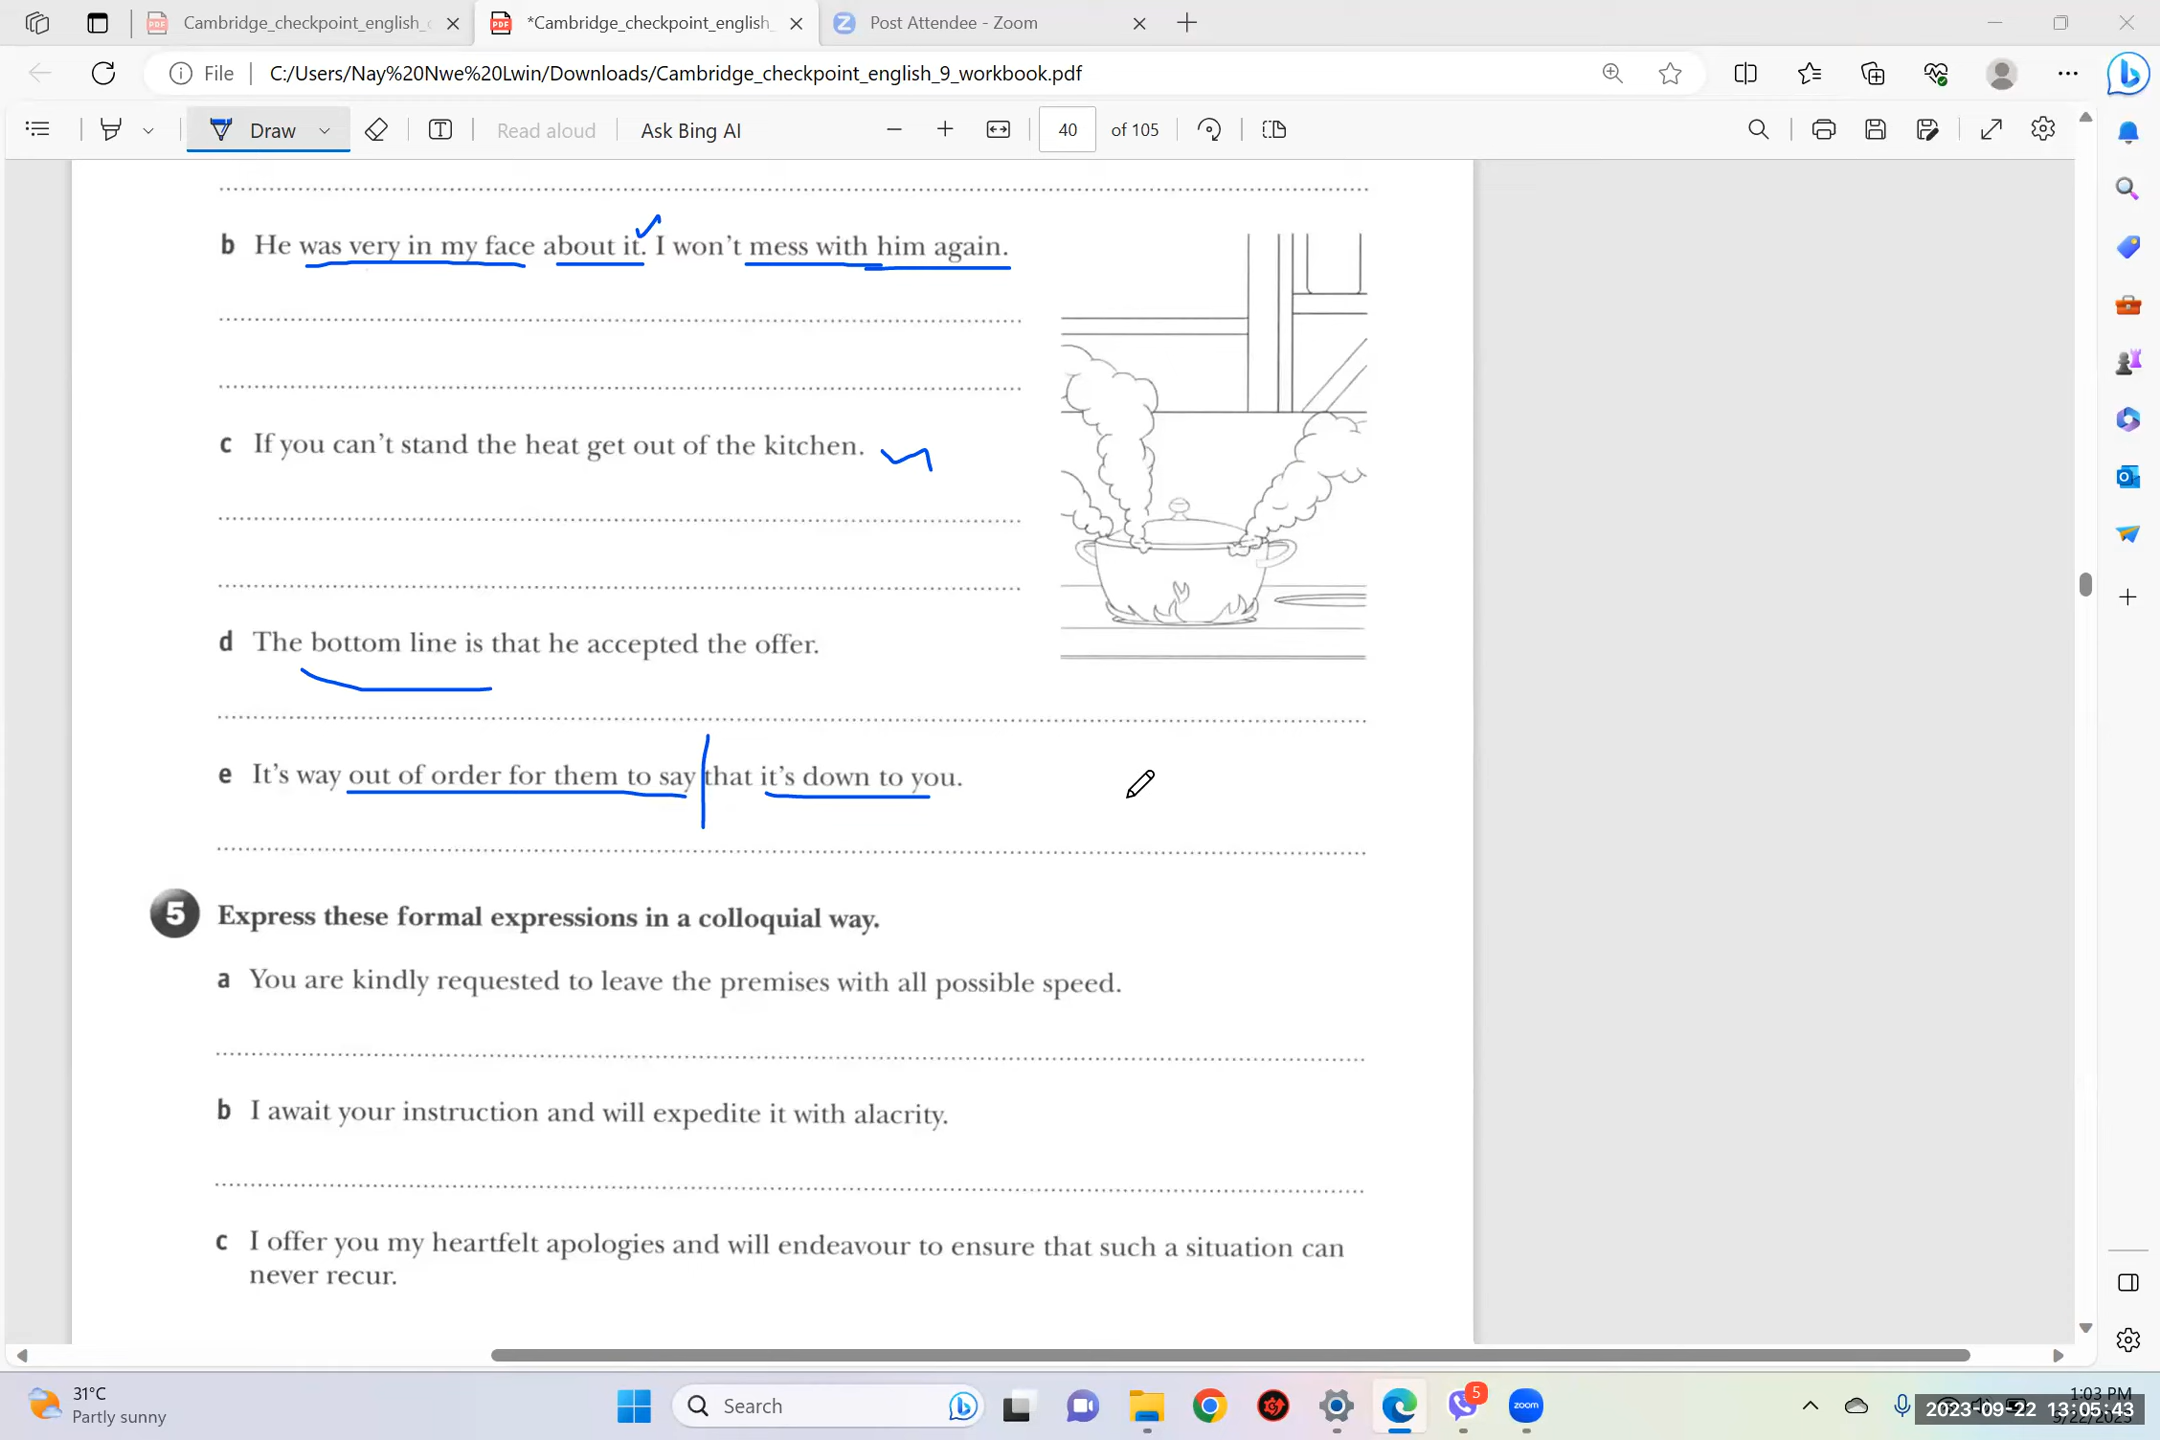 Cambridge_checkpoint_english_c
*Cambridge_checkpoint_english_
Post Attendee - Zoom
File
C:/Users/Nay%20Nwe%20Lwin/Downloads/Cambridge_checkpoint_english_9_workbook.pdf
Draw
Read aloud
Ask Bing AI
40
of 105
b He was very in my face about it. I won't mess with him again.
c If you can't stand the heat get out of the kitchen.
d The bottom line is that he accepted the offer.
e It's way out of order for them to say that it's down to you.
5 Express these formal expressions in a colloquial way.
a You are kindly requested to leave the premises with all possible speed.
b I await your instruction and will expedite it with alacrity.
c I offer you my heartfelt apologies and will endeavour to ensure that such a situation can
never recur.
31°C
Partly sunny
Search
zoom
5
1:03 PM
2023-09-22 13:05:43